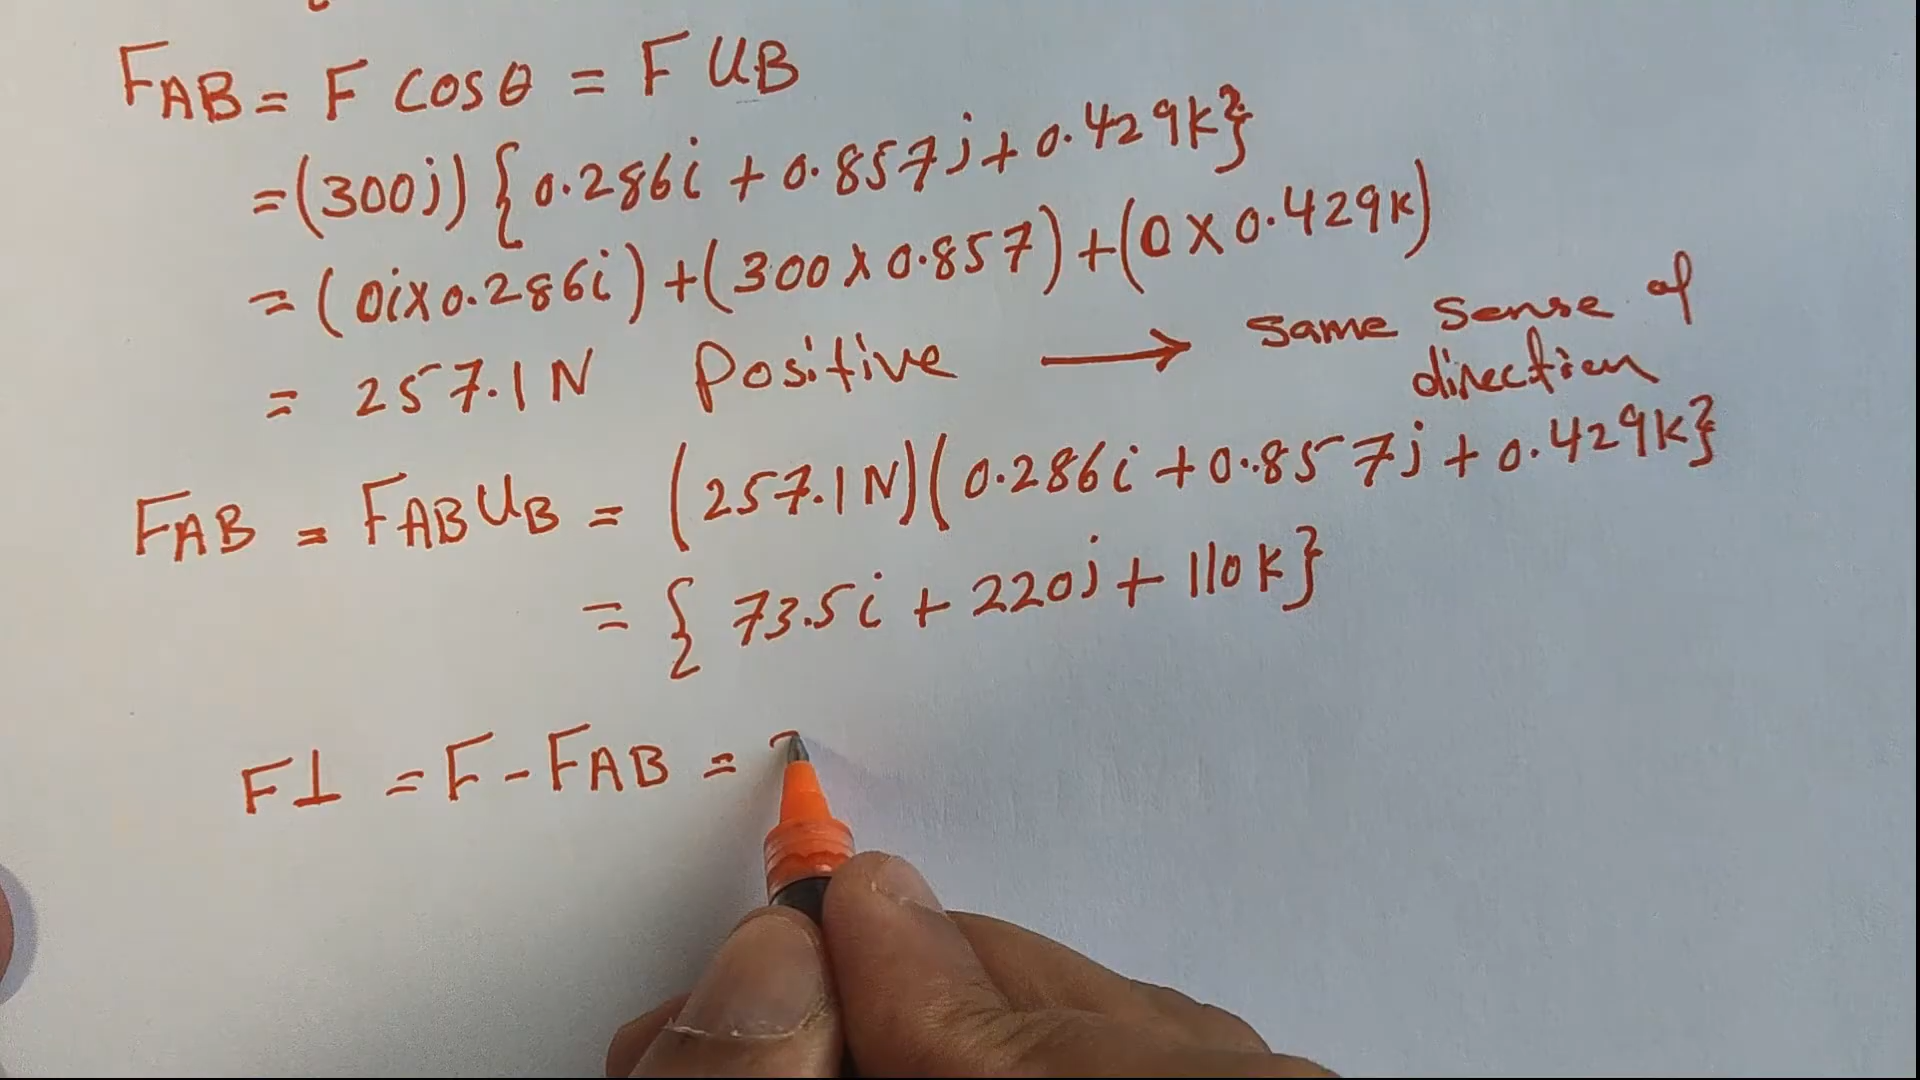 FAB = F cosθ = F UB
= (300j) {0.286i + 0.857j + 0.429k}
= (0i x 0.286i) + (300 x 0.857) + (0 x 0.429k)
= 257.1 N Positive → same sense of
direction
FAB = FAB UB = (257.1 N)(0.286i + 0.857j + 0.429k}
= { 73.5i + 220j + 110k}
F⊥ = F - FAB =